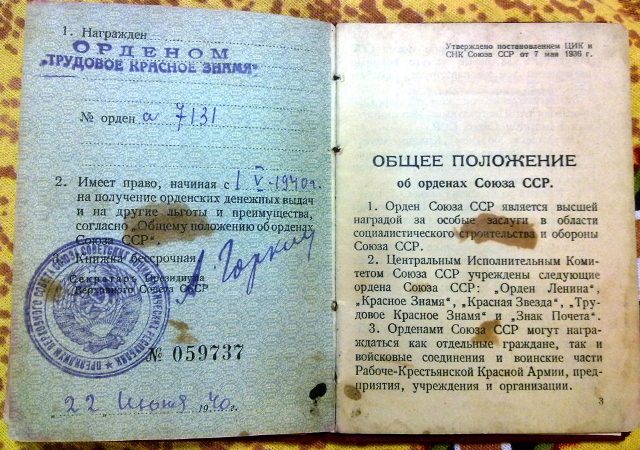 1. Награжден
ОРДЕНОМ
„ТРУДОВОЕ КРАСНОЕ ЗНАМЯ“
№ орден а 7131
2. Имеет право, начиная с 1 V-1940г.
на получение орденских денежных выдач
и на другие льготы и преимущества,
согласно „Общему положению об орденах
Союза ССР“.
Книжка бессрочная
Секретарь Президиума
Верховного Совета СССР
А. Горкин
№ 059737
„22 Июня 1940г.
Утверждено постановлением ЦИК и
СНК Союза ССР от 7 мая 1936 г.
ОБЩЕЕ ПОЛОЖЕНИЕ
об орденах Союза ССР.
1. Орден Союза ССР является высшей
наградой за особые заслуги в области
социалистического строительства и обороны
Союза ССР.
2. Центральным Исполнительным Коми-
тетом Союза ССР учреждены следующие
ордена Союза ССР: „Орден Ленина“,
„Красное Знамя“, „Красная Звезда“, „Тру-
довое Красное Знамя“ и „Знак Почета“.
3. Орденами Союза ССР могут награ-
ждаться как отдельные граждане, так и
войсковые соединения и воинские части
Рабоче-Крестьянской Красной Армии, пред-
приятия, учреждения и организации.
3